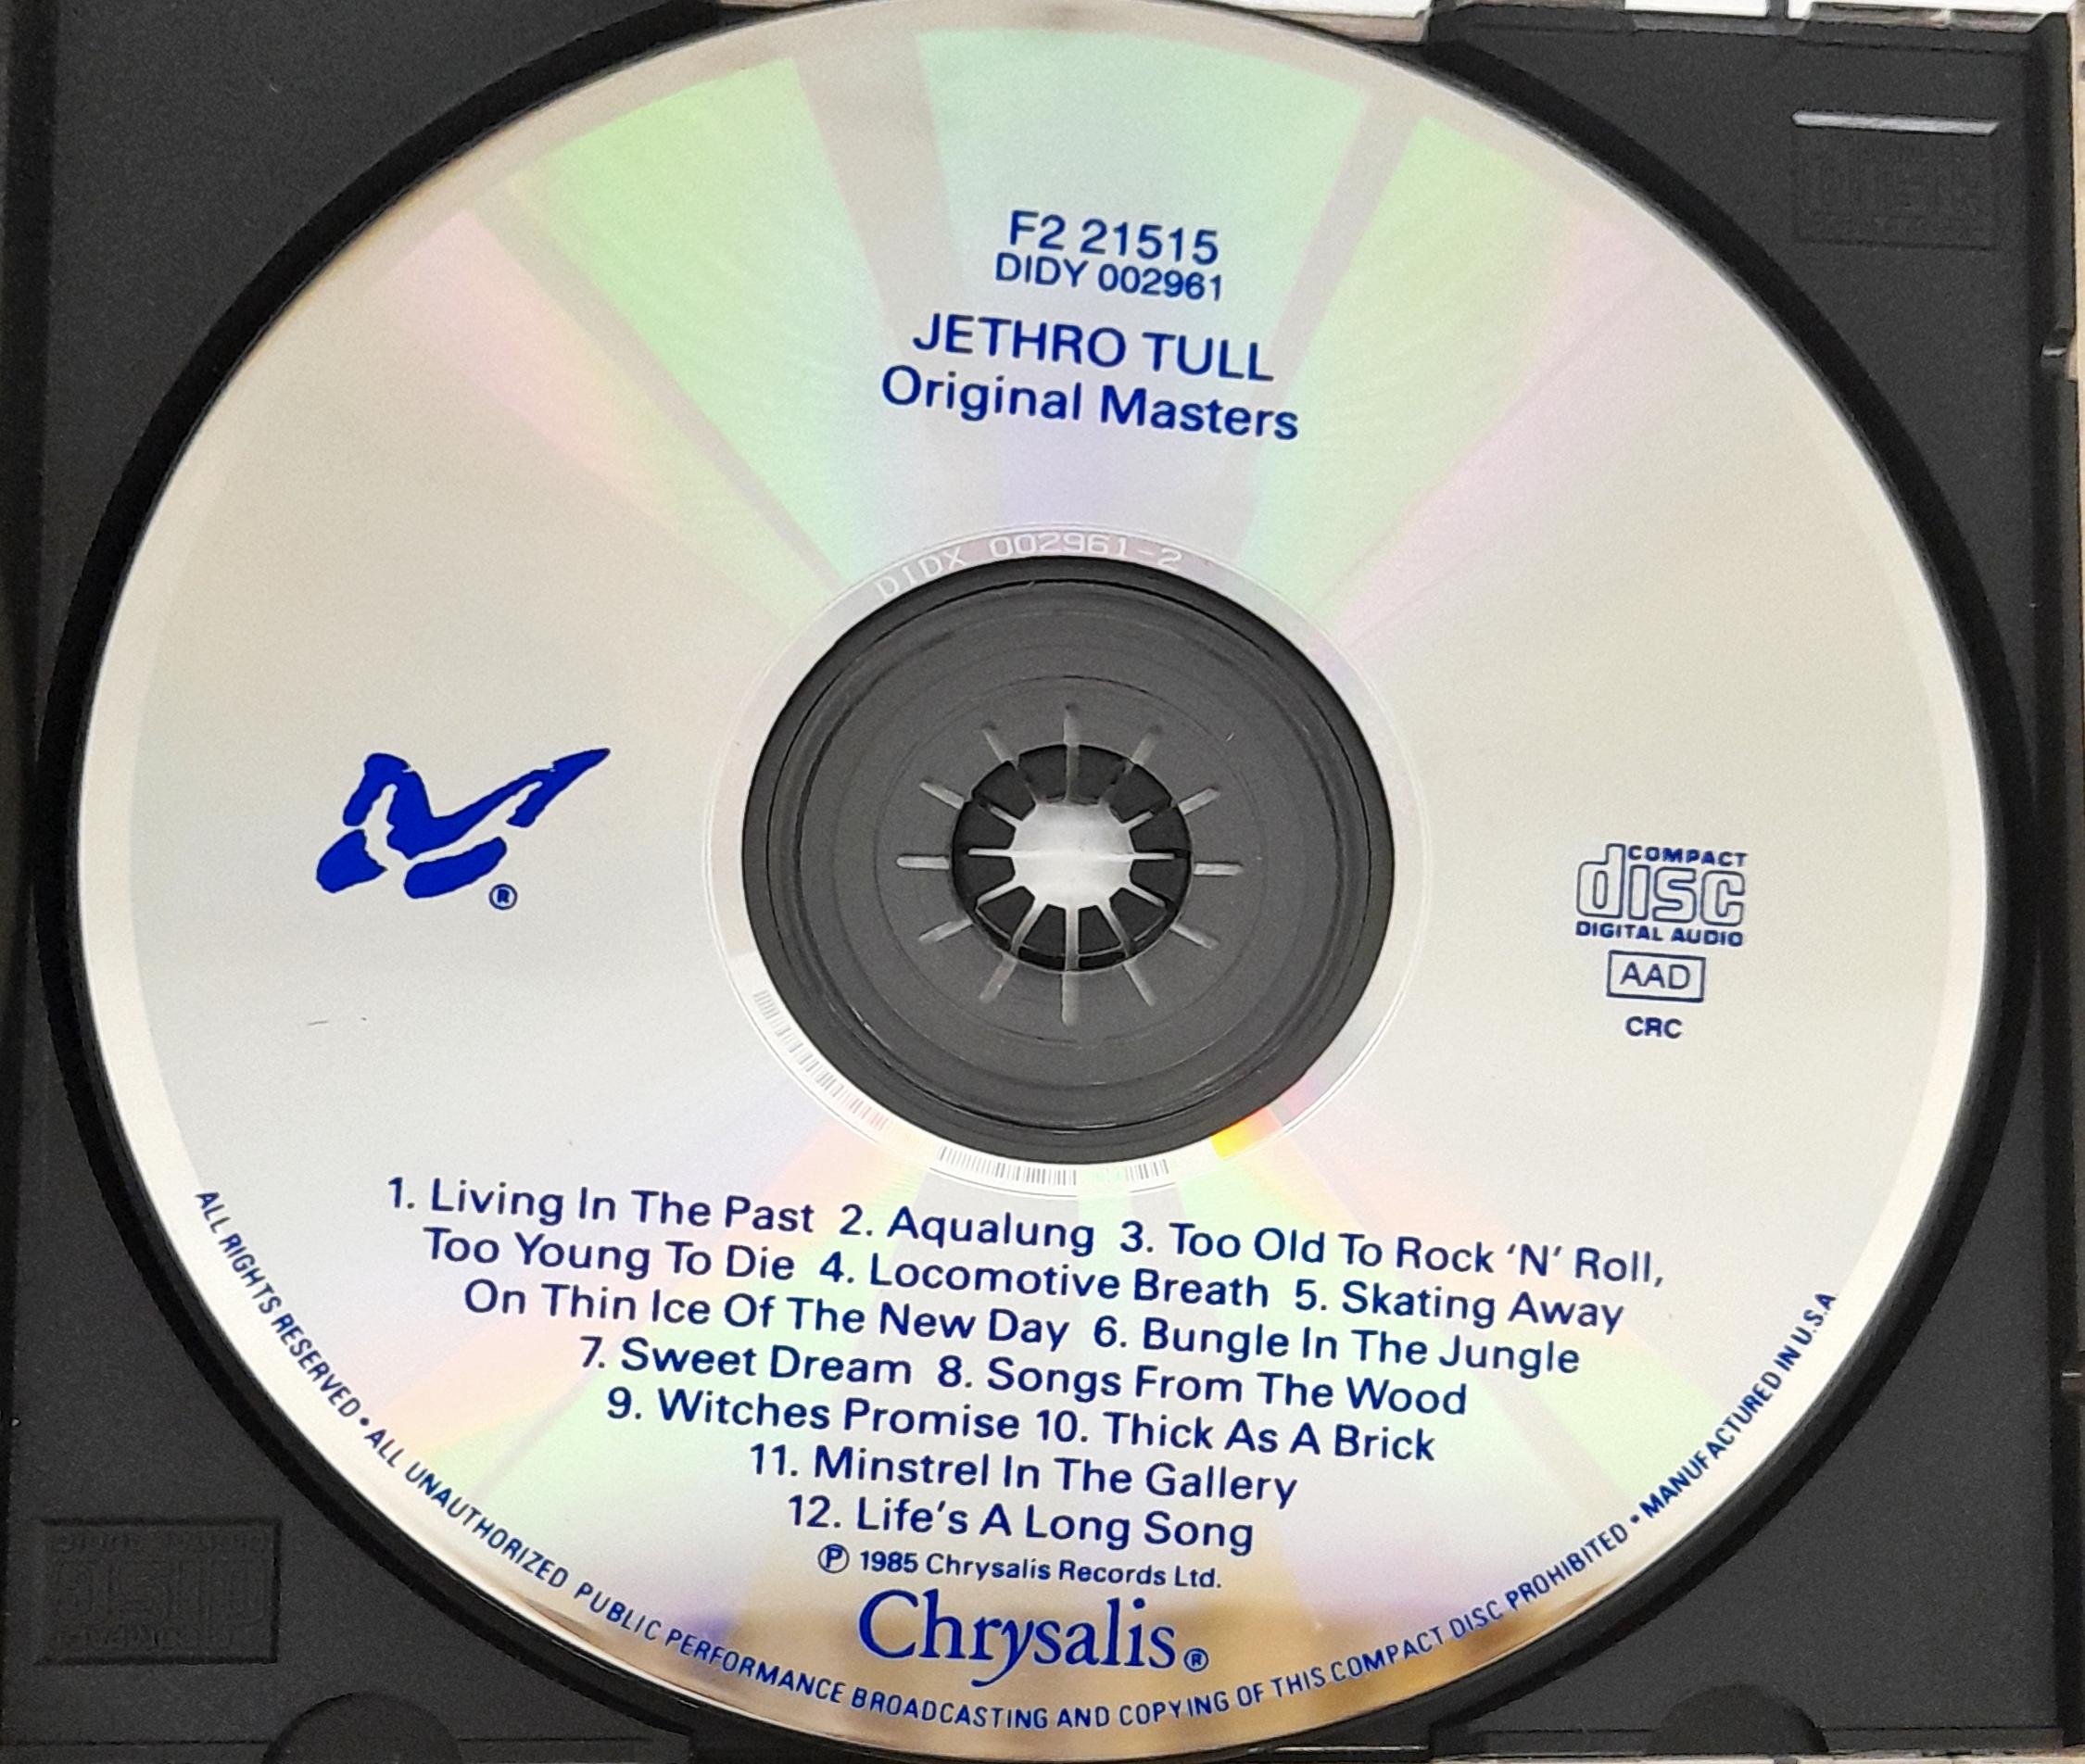 F2 21515
DIDY 002961
JETHRO TULL
Original Masters
DIDX 002961-2
®
COMPACT
disc
DIGITAL AUDIO
AAD
CRC
1. Living In The Past 2. Aqualung 3. Too Old To Rock ‘N’ Roll,
Too Young To Die 4. Locomotive Breath 5. Skating Away
On Thin Ice Of The New Day 6. Bungle In The Jungle
7. Sweet Dream 8. Songs From The Wood
9. Witches Promise 10. Thick As A Brick
11. Minstrel In The Gallery
12. Life’s A Long Song
℗ 1985 Chrysalis Records Ltd.
Chrysalis®
ALL RIGHTS RESERVED • ALL UNAUTHORIZED PUBLIC PERFORMANCE BROADCASTING AND COPYING OF THIS COMPACT DISC PROHIBITED • MANUFACTURED IN U.S.A